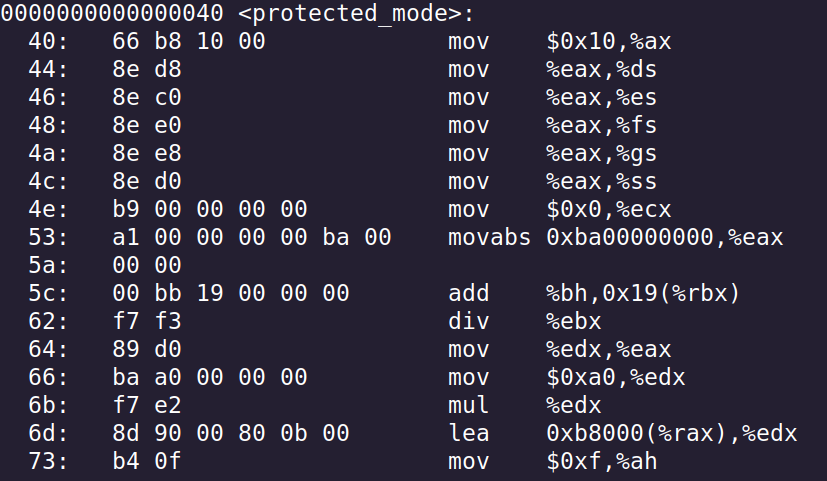 0000000000000040 <protected_mode>:
40: 66 b8 10 00 mov $0x10,%ax
44: 8e d8 mov %eax,%ds
46: 8e c0 mov %eax,%es
48: 8e e0 mov %eax,%fs
4a: 8e e8 mov %eax,%gs
4c: 8e d0 mov %eax,%ss
4e: b9 00 00 00 00 mov $0x0,%ecx
53: a1 00 00 00 00 ba 00 movabs 0xba00000000,%eax
5a: 00 00
5c: 00 bb 19 00 00 00 add %bh,0x19(%rbx)
62: f7 f3 div %ebx
64: 89 d0 mov %edx,%eax
66: ba a0 00 00 00 mov $0xa0,%edx
6b: f7 e2 mul %edx
6d: 8d 90 00 80 0b 00 lea 0xb8000(%rax),%edx
73: b4 0f mov $0xf,%ah